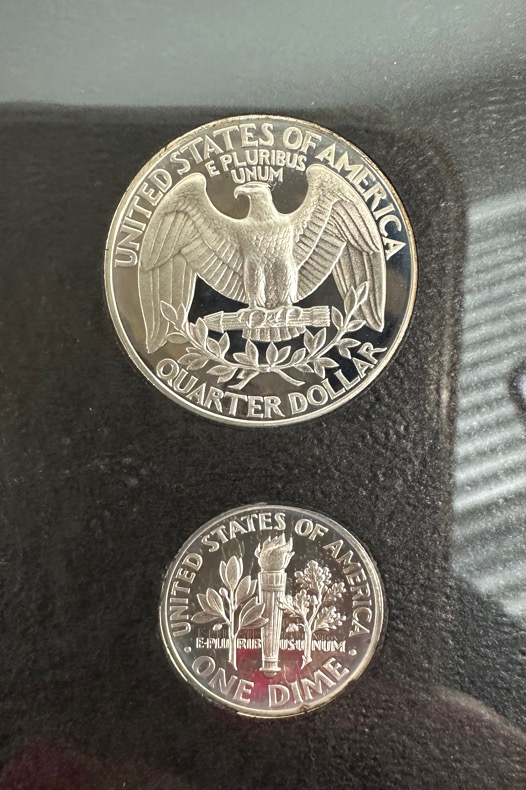 UNITED STATES OF AMERICA
E PLURIBUS
UNUM
QUARTER DOLLAR
UNITED STATES OF AMERICA
E·PLURIBUS·UNUM
· ONE DIME ·